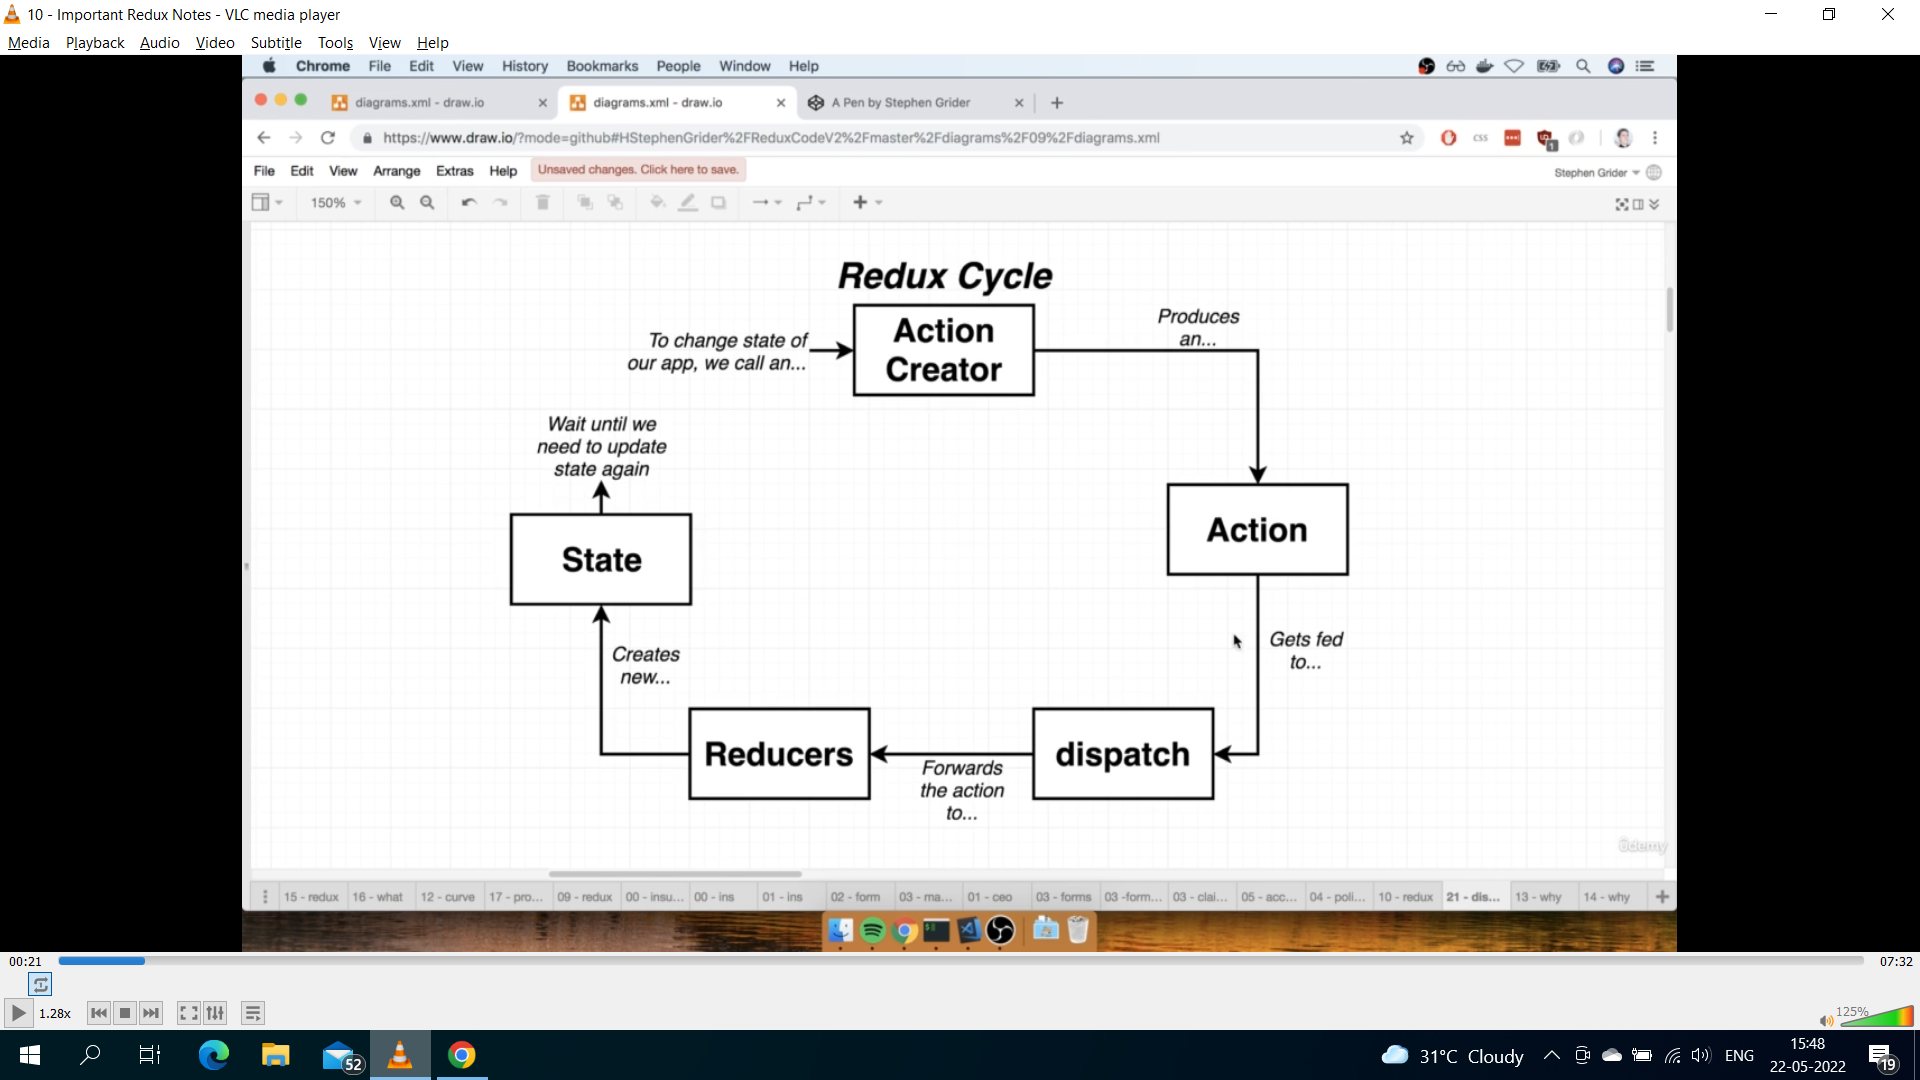 10 - Important Redux Notes - VLC media player
Media Playback Audio Video Subtitle Tools View Help
Chrome File Edit View History Bookmarks People Window Help
diagrams.xml - draw.io
diagrams.xml - draw.io
A Pen by Stephen Grider
https://www.draw.io/?mode=github#HStephenGrider%2FReduxCodeV2%2Fmaster%2Fdiagrams%2F09%2Fdiagrams.xml
CSS
1
File Edit View Arrange Extras Help
Unsaved changes. Click here to save.
Stephen Grider
150%
Redux Cycle
To change state of
our app, we call an...
Action
Creator
Produces
an...
Wait until we
need to update
state again
Action
State
Gets fed
to...
Creates
new...
Reducers
dispatch
Forwards
the action
to...
ûdemy
15 - redux
16 - what
12 - curve
17 - pro...
09 - redux
00 - insu...
00 - ins
01 - ins
02 - form
03 - ma...
01 - ceo
03 - forms
03 -form...
03 - clai...
05 - acc...
04 - poli...
10 - redux
21 - dis...
13 - why
14 - why
00:21
07:32
1.28x
125%
52
31°C Cloudy
ENG
15:48
22-05-2022
19